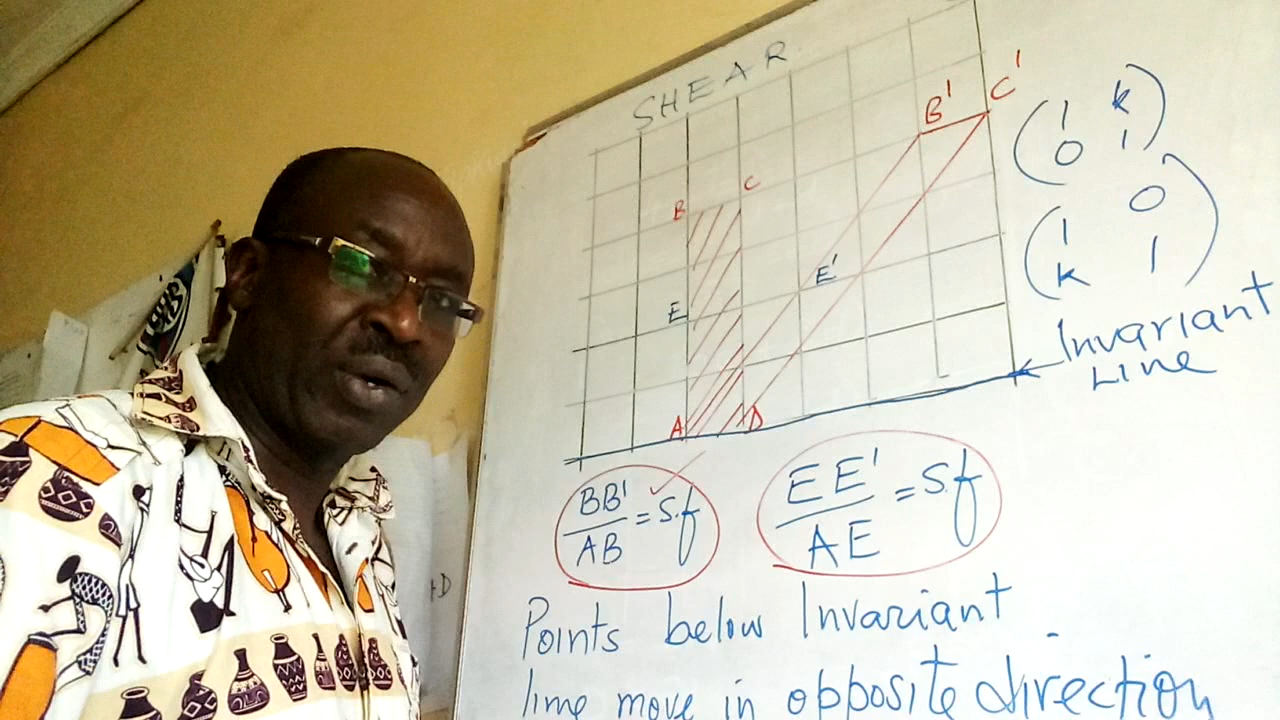 SHEAR
B'
C'
B
C
E
E'
A
D
( 1 k
0 1 )
( 1 0
k 1 )
Invariant
Line
BB'/AB = s.f
EE'/AE = s.f
Points below Invariant
line move in opposite direction